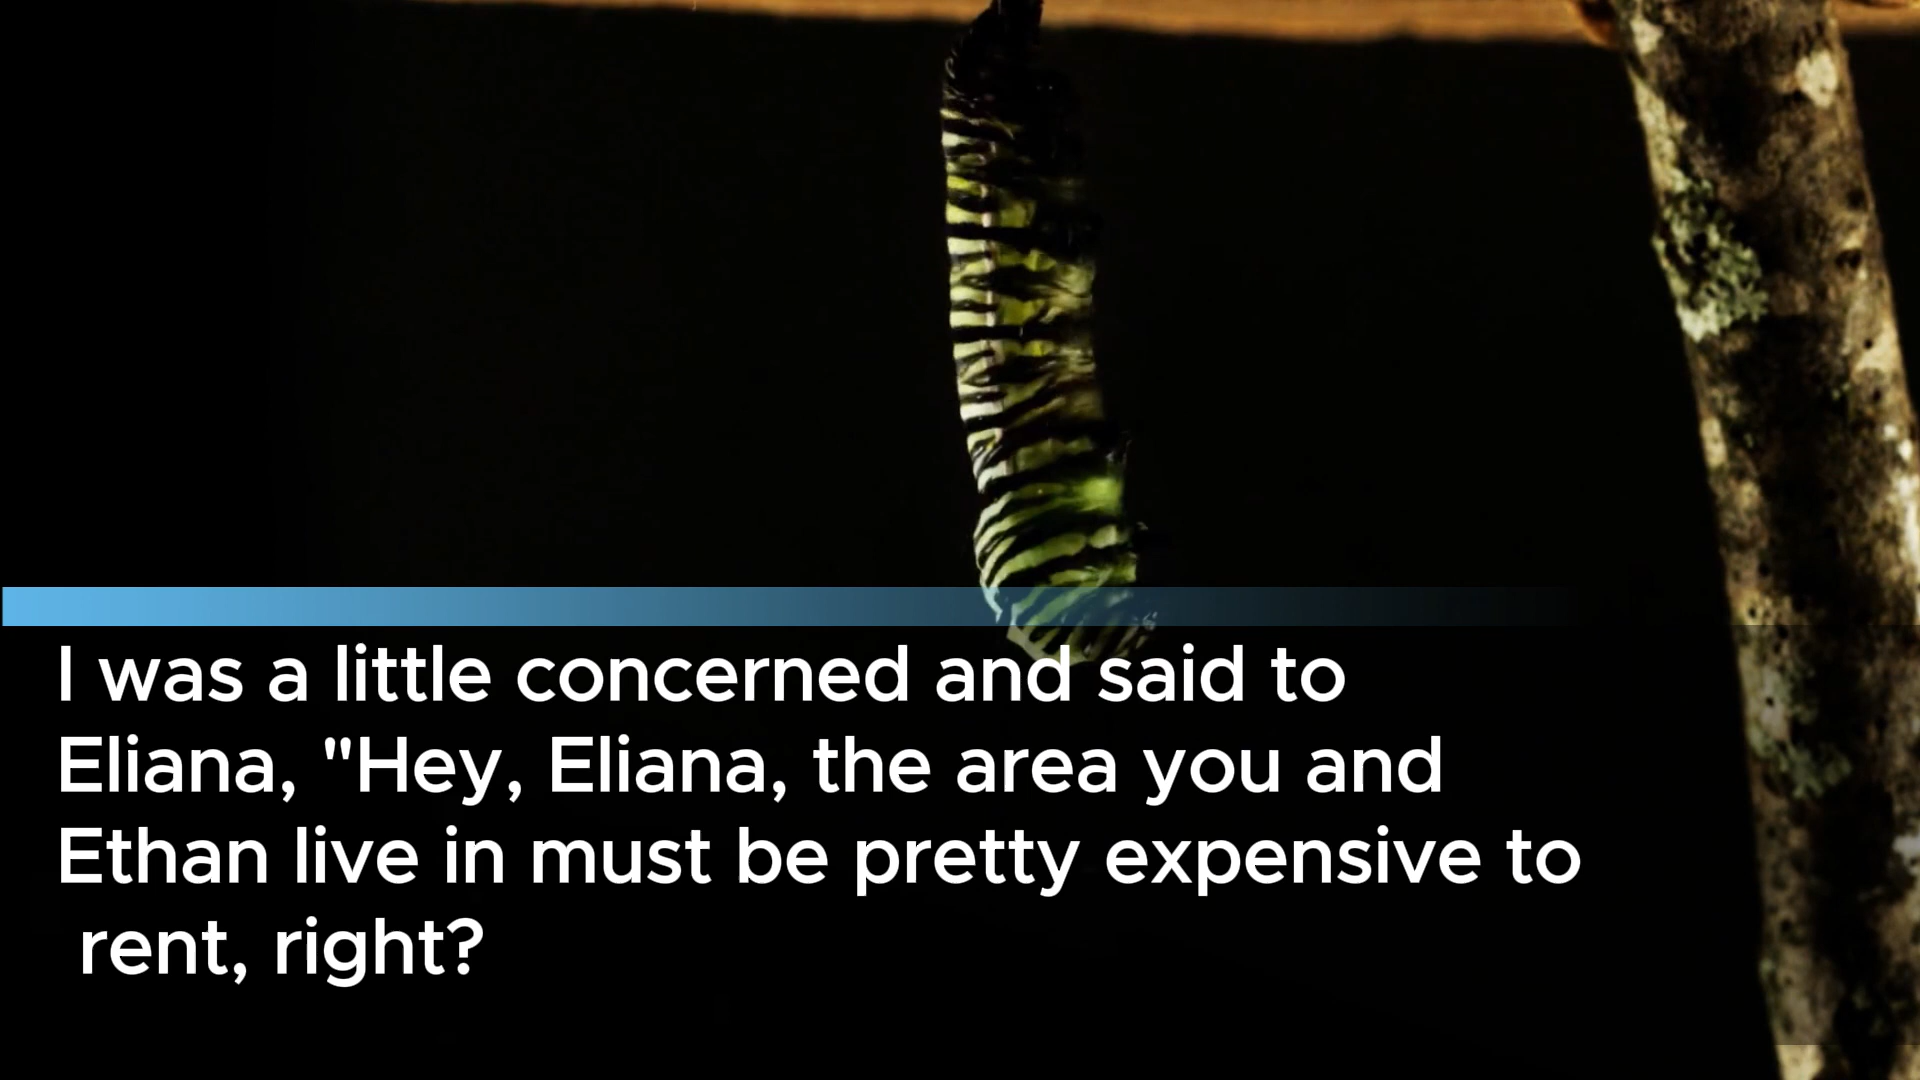 I was a little concerned and said to
Eliana, "Hey, Eliana, the area you and
Ethan live in must be pretty expensive to
rent, right?